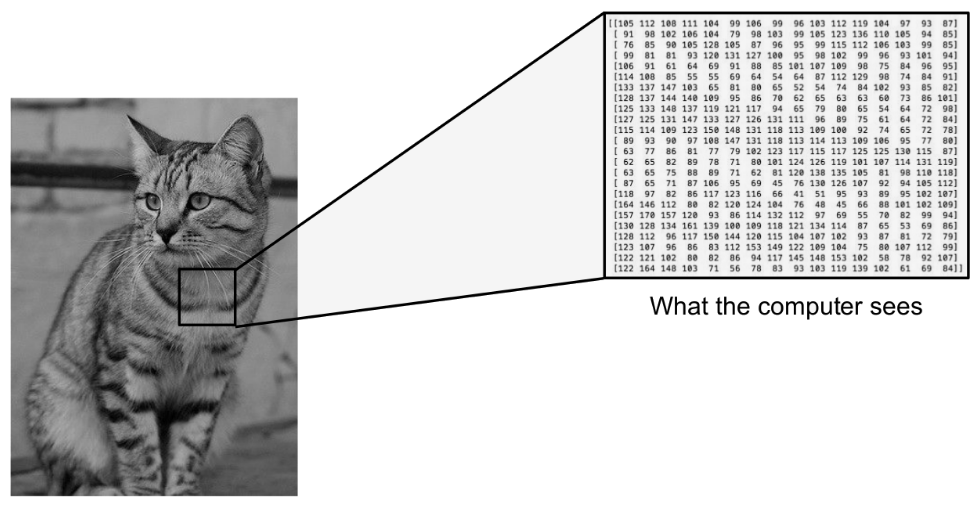 [[105 112 108 111 104 99 106 99 96 103 112 119 104 97 93 87]
[ 91 98 102 106 104 79 98 103 99 105 123 136 110 105 94 85]
[ 76 85 90 105 128 105 87 96 95 99 115 112 106 103 99 85]
[ 99 81 81 93 120 131 127 100 95 98 102 99 96 93 101 94]
[106 91 61 64 69 91 88 85 101 107 109 98 75 84 96 95]
[114 108 85 55 55 69 64 54 64 87 112 129 98 74 84 91]
[133 137 147 103 65 81 80 65 52 54 74 84 102 93 85 82]
[128 137 144 140 109 95 86 70 62 65 63 63 60 73 86 101]
[125 133 148 137 119 121 117 94 65 79 80 65 54 64 72 98]
[127 125 131 147 133 127 126 131 111 96 89 75 61 64 72 84]
[115 114 109 123 150 148 131 118 113 109 100 92 74 65 72 78]
[ 89 93 90 97 108 147 131 118 113 114 113 109 106 95 77 80]
[ 63 77 86 81 77 79 102 123 117 115 117 125 125 130 115 87]
[ 62 65 82 89 78 71 80 101 124 126 119 101 107 114 131 119]
[ 63 65 75 88 89 71 62 81 120 138 135 105 81 98 110 118]
[ 87 65 71 87 106 95 69 45 76 130 126 107 92 94 105 112]
[118 97 82 86 117 123 116 66 41 51 95 93 89 95 102 107]
[164 146 112 80 82 120 124 104 76 48 45 66 88 101 102 109]
[157 170 157 120 93 86 114 132 112 97 69 55 70 82 99 94]
[130 128 134 161 139 100 109 118 121 134 114 87 65 53 69 86]
[128 112 96 117 150 144 120 115 104 107 102 93 87 81 72 79]
[123 107 96 86 83 112 153 149 122 109 104 75 80 107 112 99]
[122 121 102 80 82 86 94 117 145 148 153 102 58 78 92 107]
[122 164 148 103 71 56 78 83 93 103 119 139 102 61 69 84]]
What the computer sees